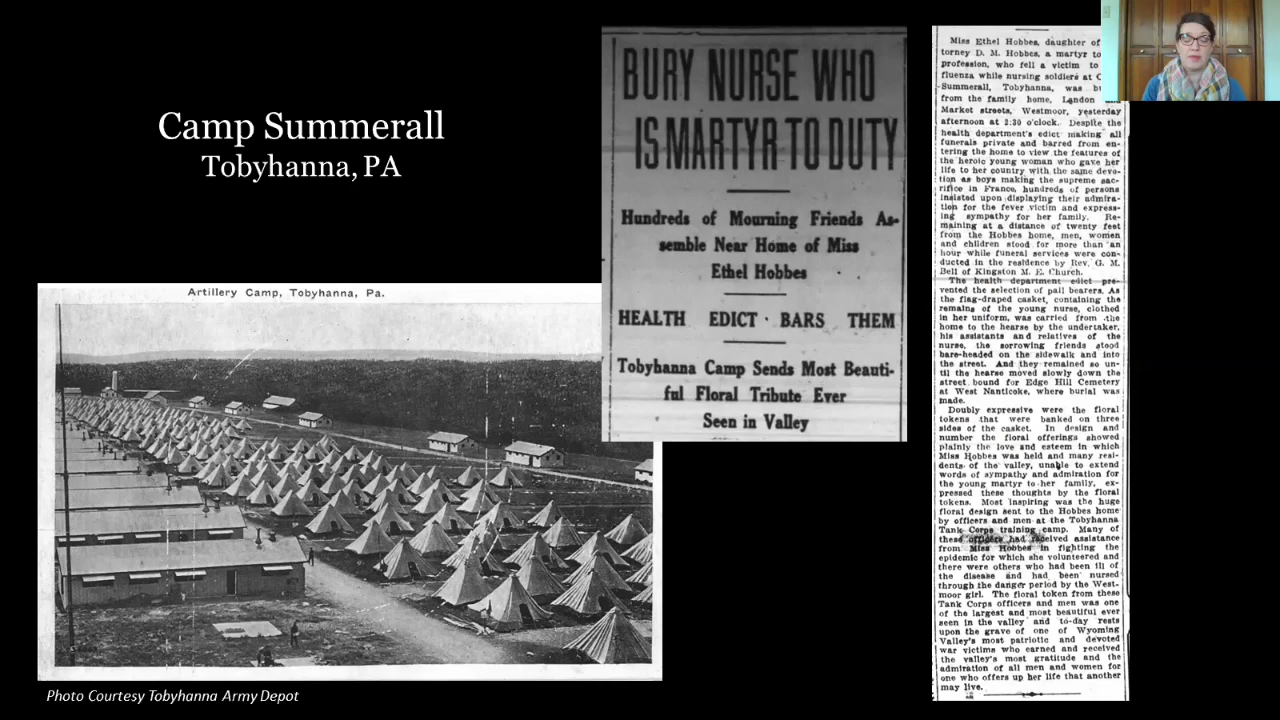 Camp Summerall
Tobyhanna, PA
Artillery Camp, Tobyhanna, Pa.
Photo Courtesy Tobyhanna Army Depot
BURY NURSE WHO
IS MARTYR TO DUTY
Hundreds of Mourning Friends As-
semble Near Home of Miss
Ethel Hobbes
HEALTH EDICT BARS THEM
Tobyhanna Camp Sends Most Beauti-
ful Floral Tribute Ever
Seen in Valley
Miss Ethel Hobbes, daughter of
torney D. M. Hobbes, a martyr to
profession, who fell a victim to
fluenza while nursing soldiers at C
Summerall, Tobyhanna, was bu
from the family home, London and
Market streets, Westmoor, yesterday
afternoon at 2:30 o'clock. Despite the
health department's edict making all
funerals private and barred from en-
tering the home to view the features of
the heroic young woman who gave her
life to her country with the same devo-
tion as boys making the supreme sac-
rifice in France, hundreds of persons
insisted upon displaying their admira-
tion for the fever victim and express-
ing sympathy for her family. Re-
maining at a distance of twenty feet
from the Hobbes home, men, women
and children stood for more than an
hour while funeral services were con-
ducted in the residence by Rev. G. M.
Bell of Kingston M. E. Church.
The health department edict pre-
vented the selection of pall bearers. As
the flag-draped casket, containing the
remains of the young nurse, clothed
in her uniform, was carried from the
home to the hearse by the undertaker,
his assistants and relatives of the
nurse, the sorrowing friends stood
bare-headed on the sidewalk and into
the street. And they remained so un-
til the hearse moved slowly down the
street bound for Edge Hill Cemetery
at West Nanticoke, where burial was
made.
Doubly expressive were the floral
tokens that were banked on three
sides of the casket. In design and
number the floral offerings showed
plainly the love and esteem in which
Miss Hobbes was held and many resi-
dents of the valley, unable to extend
words of sympathy and admiration for
the young martyr to her family, ex-
pressed these thoughts by the floral
tokens. Most inspiring was the huge
floral design sent to the Hobbes home
by officers and men at the Tobyhanna
Tank Corps training camp. Many of
these officers had received assistance
from Miss Hobbes in fighting the
epidemic for which she volunteered and
there were others who had been ill of
the disease and had been nursed
through the danger period by the West-
moor girl. The floral token from these
Tank Corps officers and men was one
of the largest and most beautiful ever
seen in the valley and to-day rests
upon the grave of one of Wyoming
Valley's most patriotic and devoted
war victims who earned and received
the valley's most gratitude and the
admiration of all men and women for
one who offers up her life that another
may live.